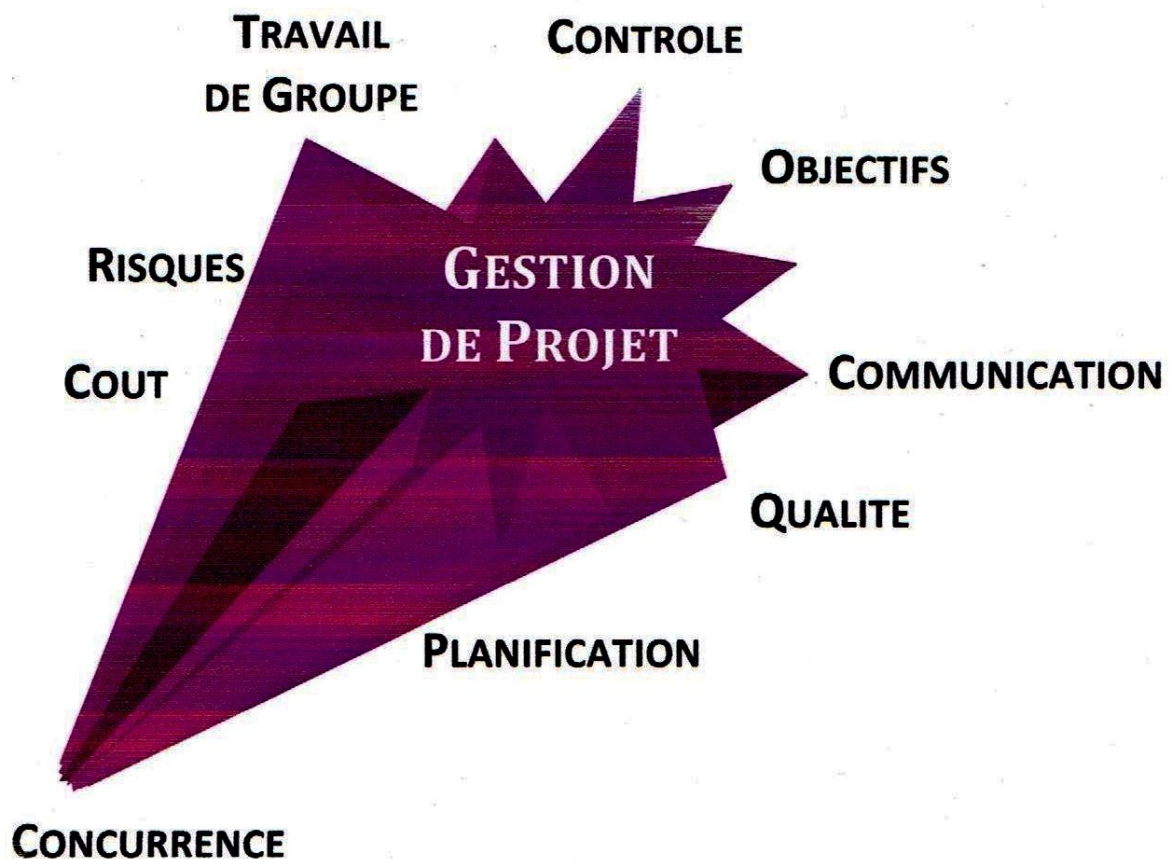 TRAVAIL
DE GROUPE
CONTROLE
OBJECTIFS
RISQUES
GESTION
DE PROJET
COUT
COMMUNICATION
QUALITE
PLANIFICATION
CONCURRENCE